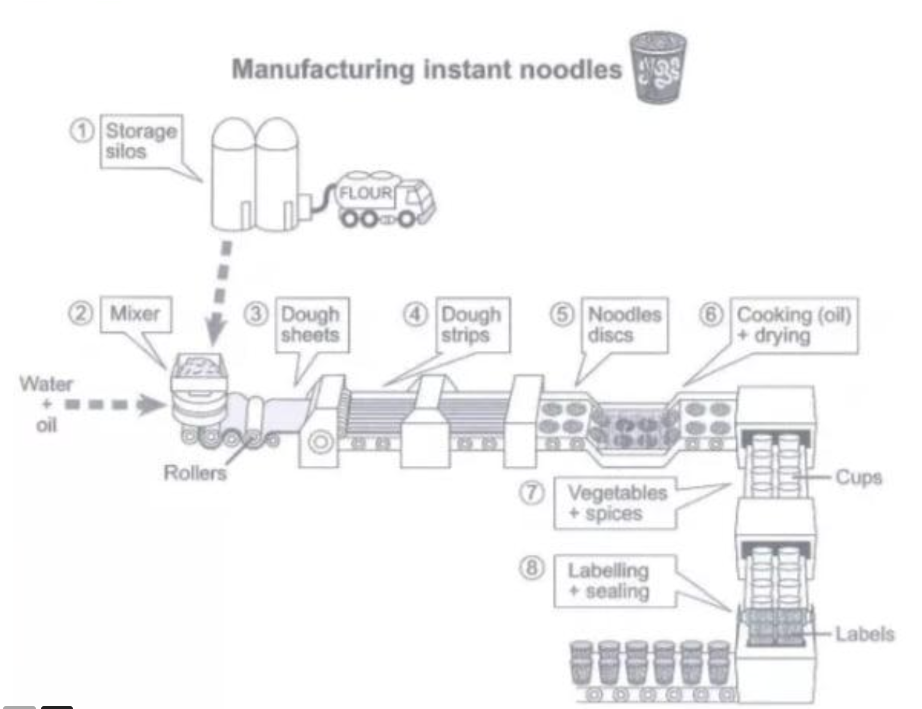 Manufacturing instant noodles
1 Storage
silos
FLOUR
2 Mixer
3 Dough
sheets
4 Dough
strips
5 Noodles
discs
6 Cooking (oil)
+ drying
Water
+
oil
Rollers
Cups
7 Vegetables
+ spices
8 Labelling
+ sealing
Labels